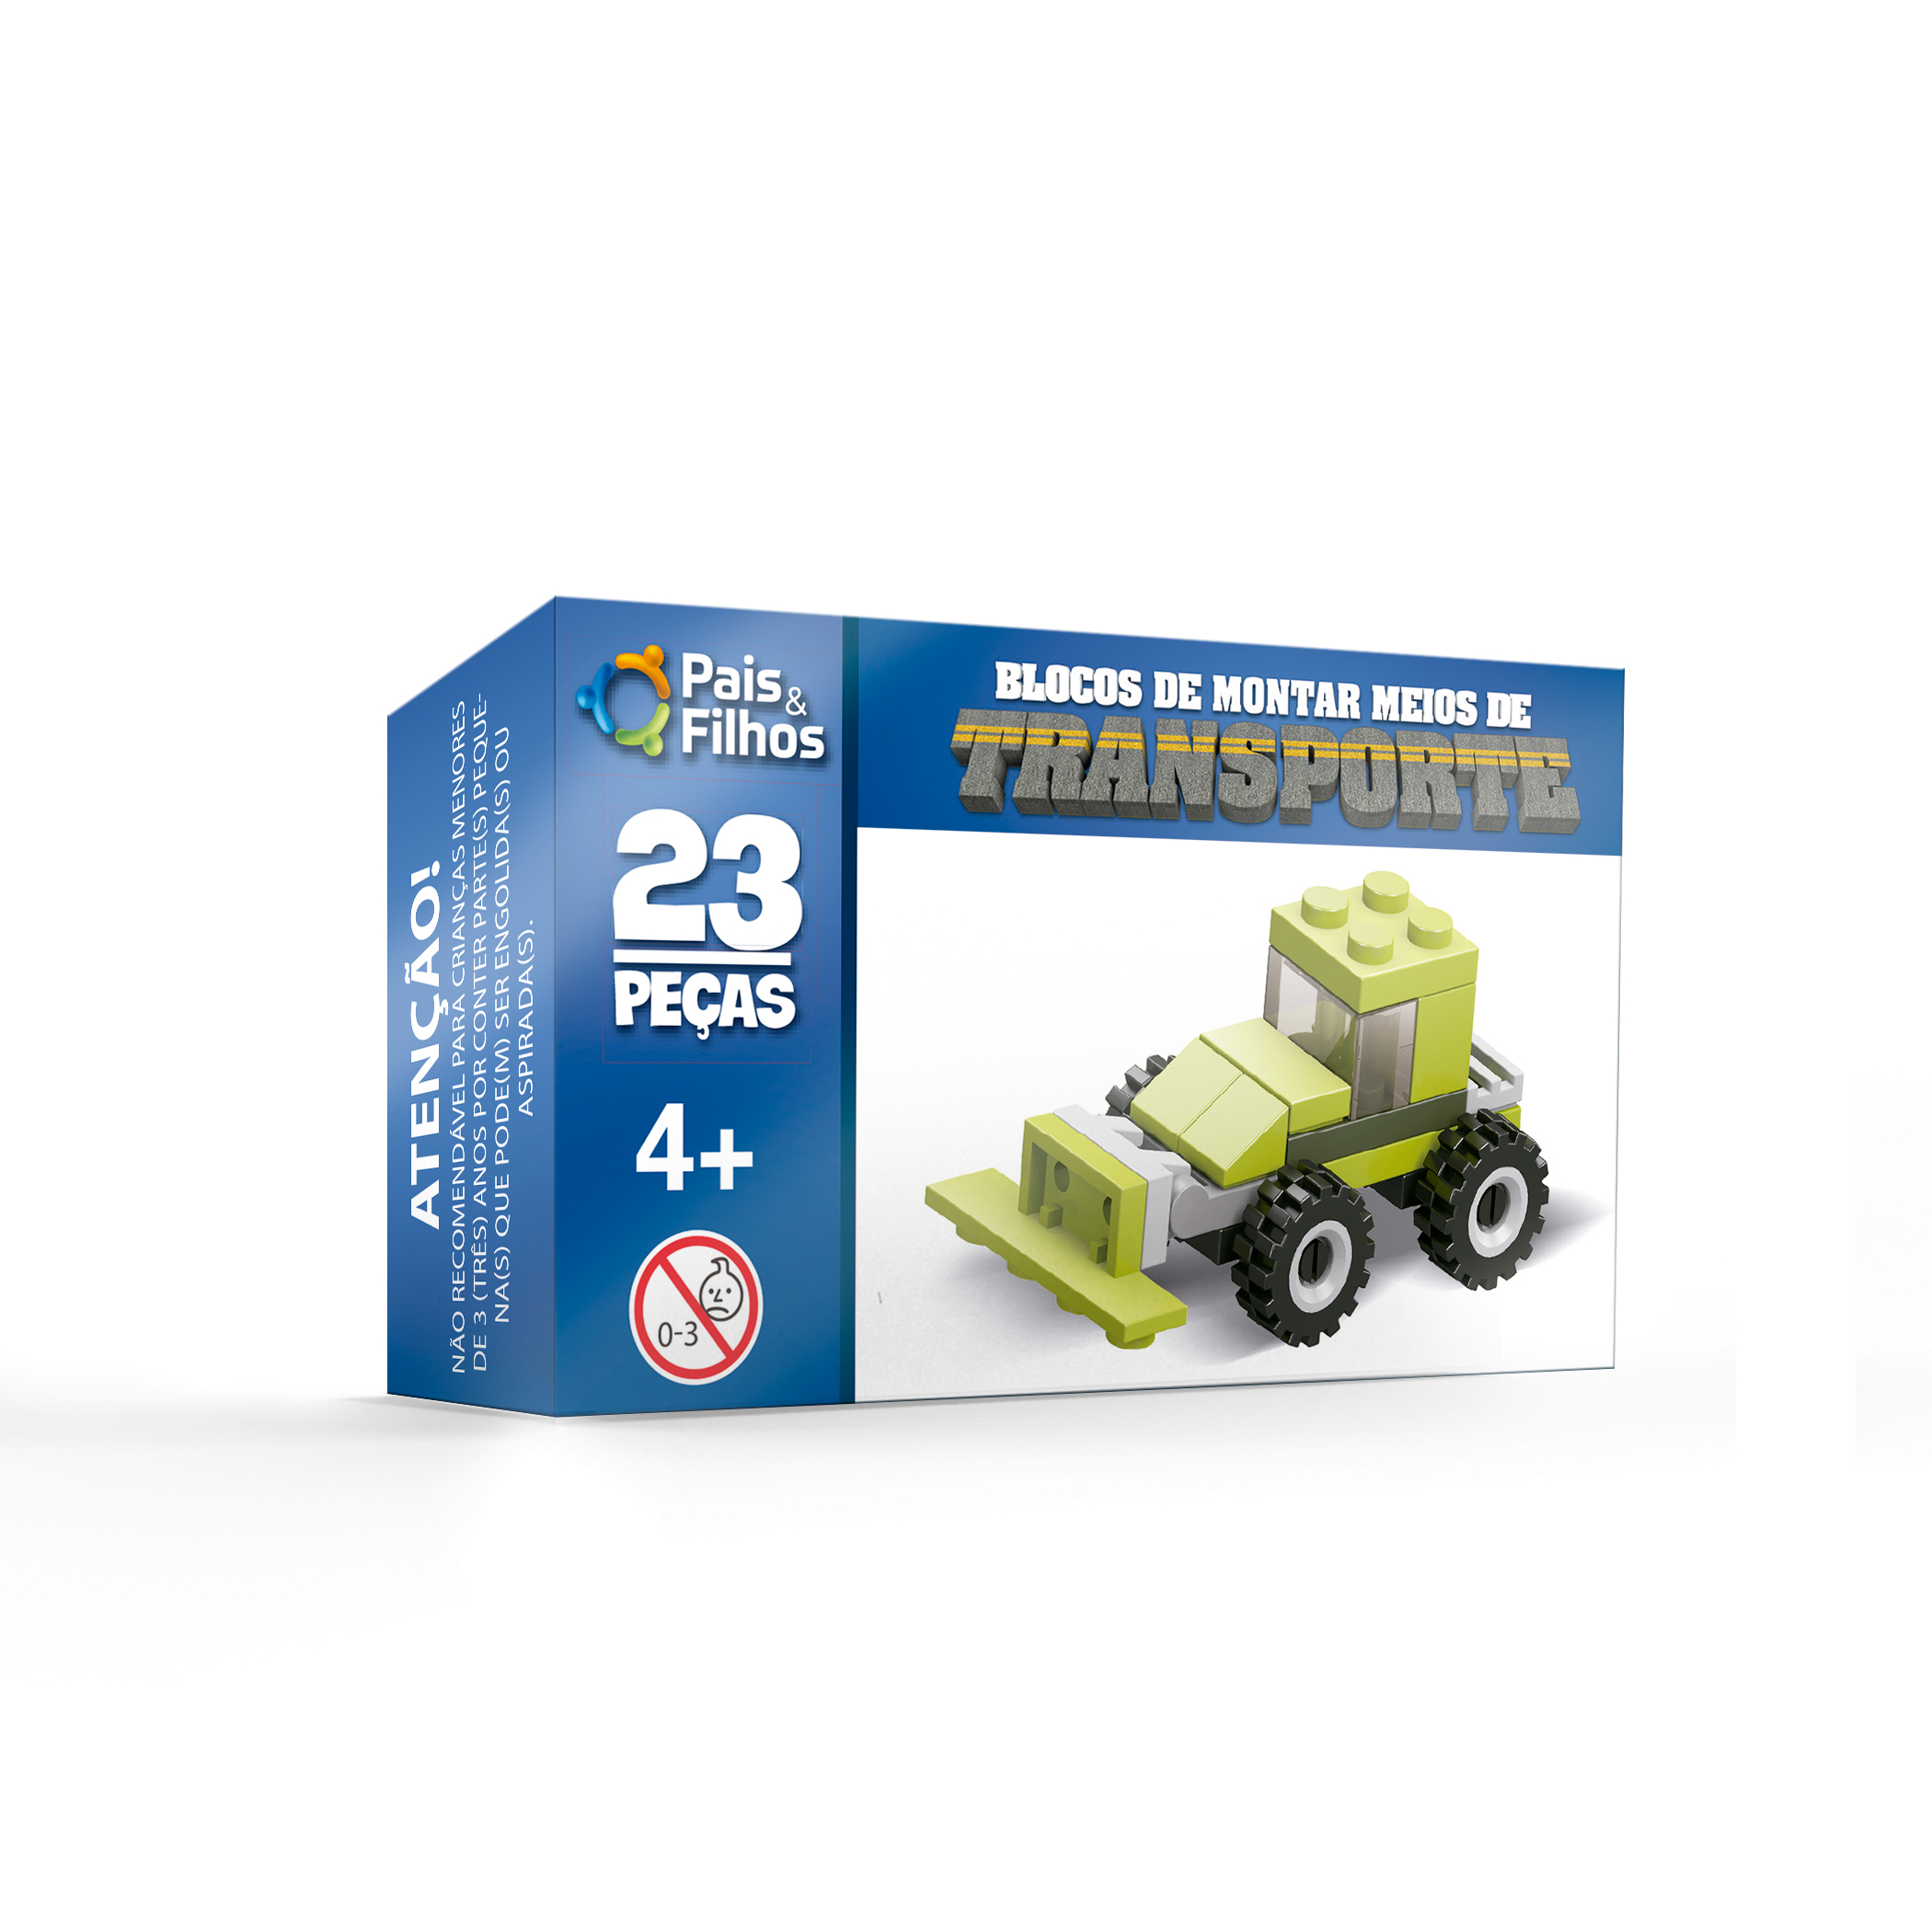 ATENÇÃO!
NÃO RECOMENDÁVEL PARA CRIANÇAS MENORES
DE 3 (TRÊS) ANOS POR CONTER PARTE(S) PEQUE-
NA(S) QUE PODE(M) SER ENGOLIDA(S) OU
ASPIRADA(S).
Pais &
Filhos
23
PEÇAS
4+
0-3
BLOCOS DE MONTAR MEIOS DE
TRANSPORTE